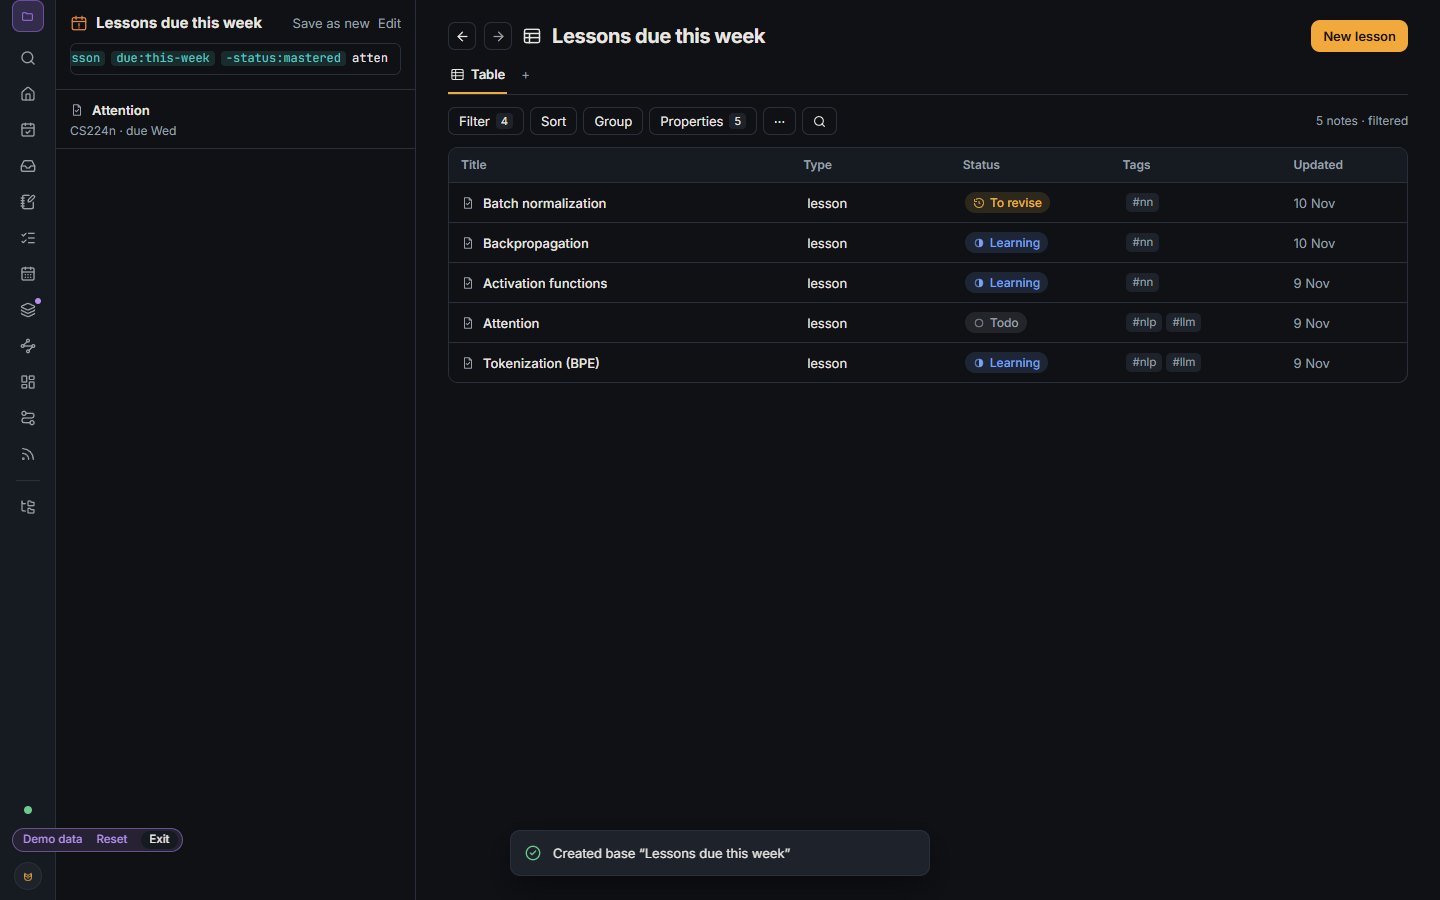 Lessons due this week
Save as new
Edit
sson due:this-week -status:mastered atten
Attention
CS224n · due Wed
Lessons due this week
New lesson
Table +
Filter 4 Sort Group Properties 5 ···
5 notes · filtered
Title Type Status Tags Updated
Batch normalization lesson To revise #nn 10 Nov
Backpropagation lesson Learning #nn 10 Nov
Activation functions lesson Learning #nn 9 Nov
Attention lesson Todo #nlp #llm 9 Nov
Tokenization (BPE) lesson Learning #nlp #llm 9 Nov
Demo data Reset Exit
Created base “Lessons due this week”